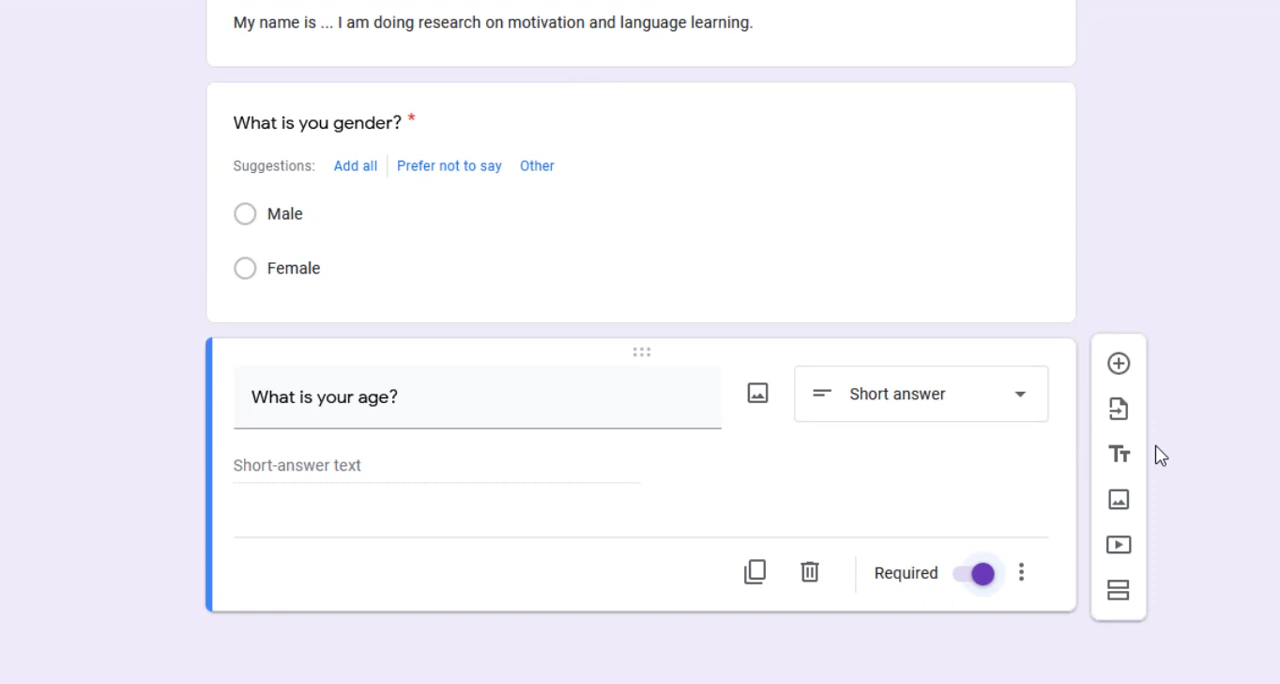 My name is ... I am doing research on motivation and language learning.
What is you gender? *
Suggestions: Add all Prefer not to say Other
Male
Female
What is your age?
Short answer
Short-answer text
Required